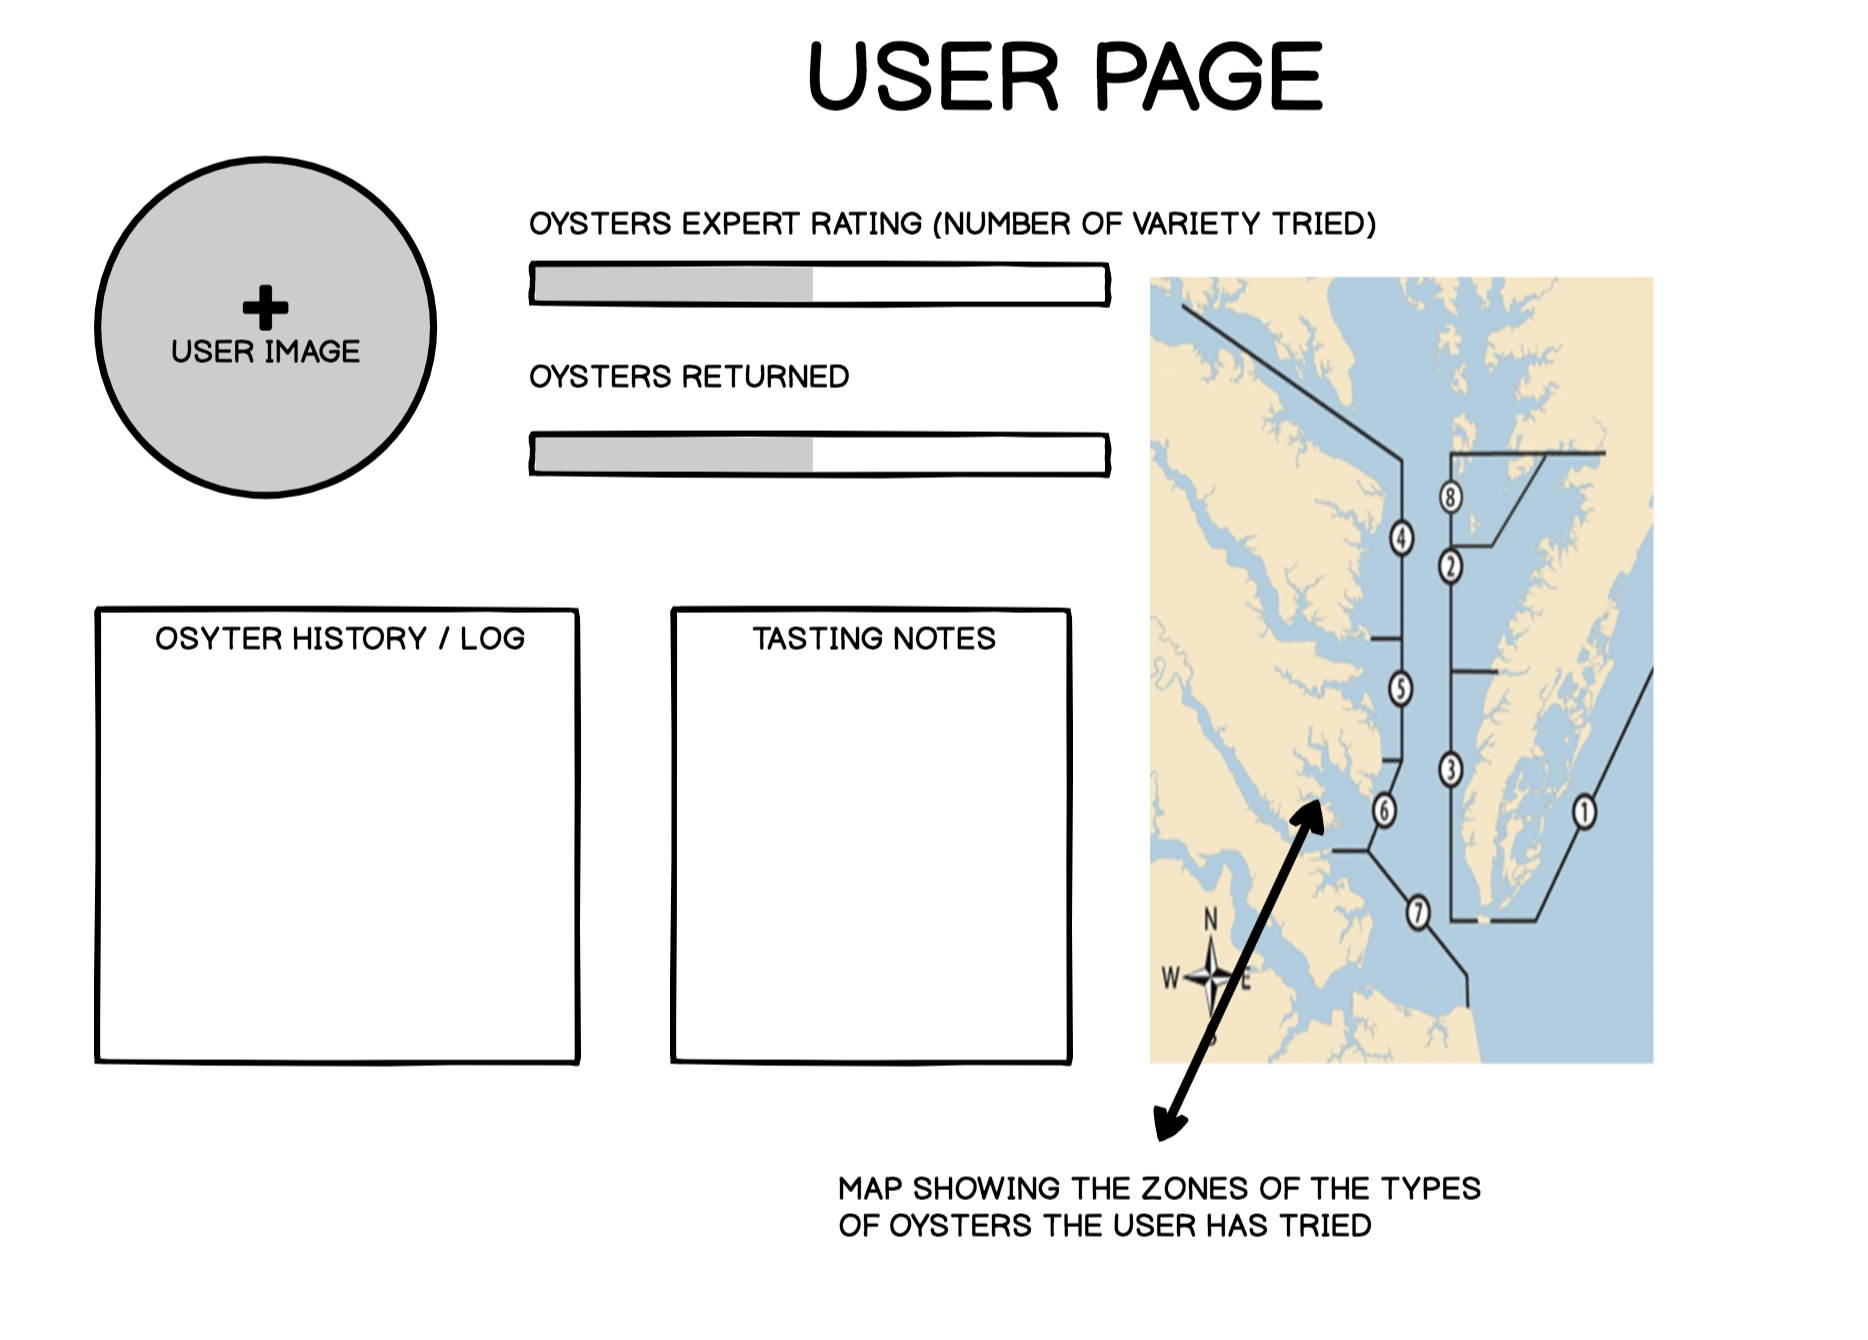 USER PAGE
+
USER IMAGE
OYSTERS EXPERT RATING (NUMBER OF VARIETY TRIED)
OYSTERS RETURNED
OSYTER HISTORY / LOG
TASTING NOTES
8
4
2
5
3
6
1
7
N
W E
MAP SHOWING THE ZONES OF THE TYPES
OF OYSTERS THE USER HAS TRIED